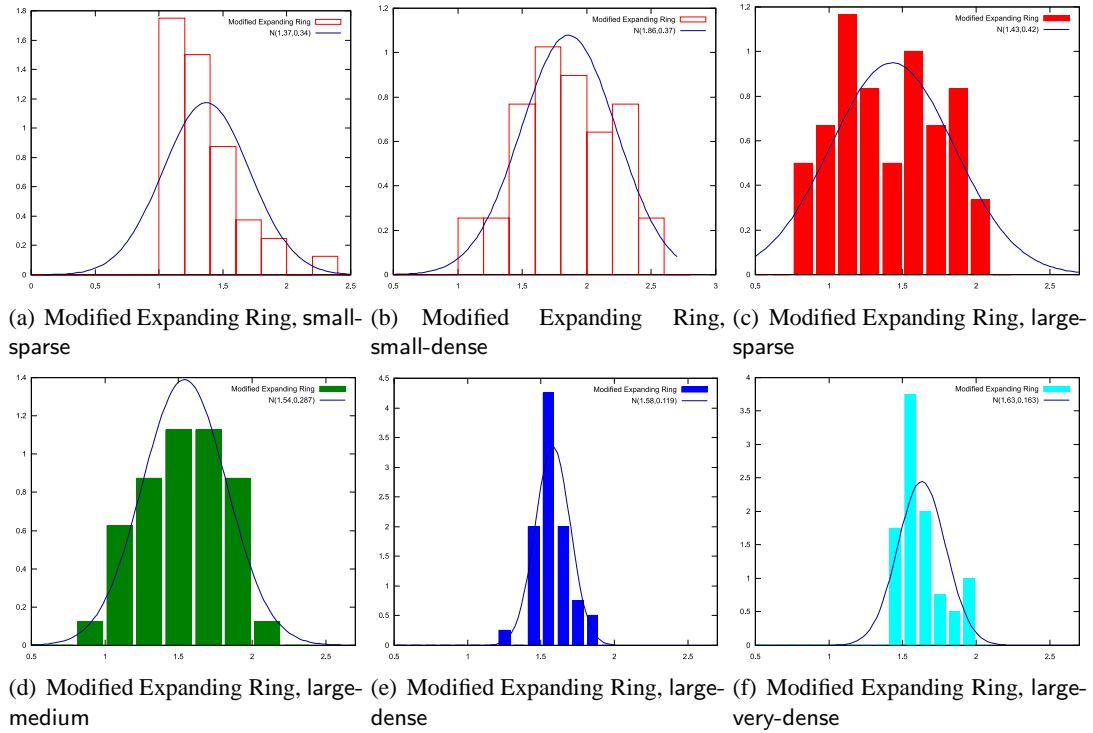 Modified Expanding Ring
N(1.37,0.34)
1.8
1.6
1.4
1.2
1
0.8
0.6
0.4
0.2
0
0 0,5 1 1,5 2 2,5
Modified Expanding Ring
N(1.86,0.37)
1.2
1
0.8
0.6
0.4
0.2
0
0.5 1 1.5 2 2.5 3
Modified Expanding Ring
N(1.43,0.42)
1.2
1
0.8
0.6
0.4
0.2
0
0.5 1 1.5 2 2.5
(a) Modified Expanding Ring, small-
sparse
(b) Modified Expanding Ring,
small-dense
(c) Modified Expanding Ring, large-
sparse
Modified Expanding Ring
N(1.54,0.287)
1.4
1.2
1
0.8
0.6
0.4
0.2
0
0.5 1 1.5 2 2.5
Modified Expanding Ring
N(1.58,0.119)
4.5
4
3.5
3
2.5
2
1.5
1
0.5
0
0.5 1 1.5 2 2.5
Modified Expanding Ring
N(1.63,0.163)
4
3.5
3
2.5
2
1.5
1
0.5
0
0.5 1 1.5 2 2.5
(d) Modified Expanding Ring, large-
medium
(e) Modified Expanding Ring, large-
dense
(f) Modified Expanding Ring, large-
very-dense